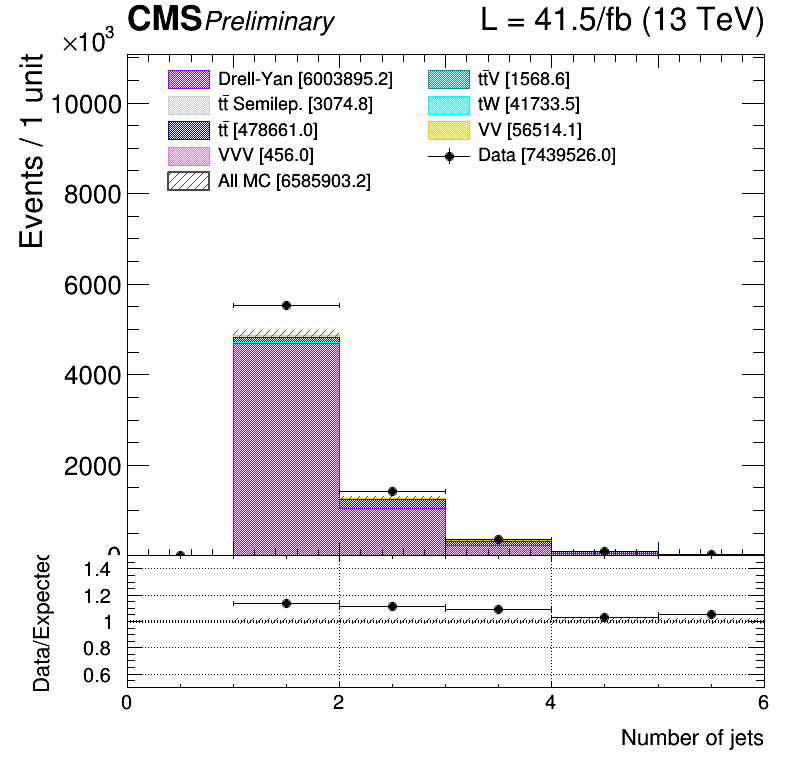 CMS Preliminary L = 41.5/fb (13 TeV)
×10³
Events / 1 unit
Drell-Yan [6003895.2]
tt̄ Semilep. [3074.8]
tt̄ [478661.0]
VVV [456.0]
All MC [6585903.2]
tt̄V [1568.6]
tW [41733.5]
VV [56514.1]
Data [7439526.0]
10000
8000
6000
4000
2000
0
Data/Expected
1.4
1.2
1
0.8
0.6
0 2 4 6
Number of jets